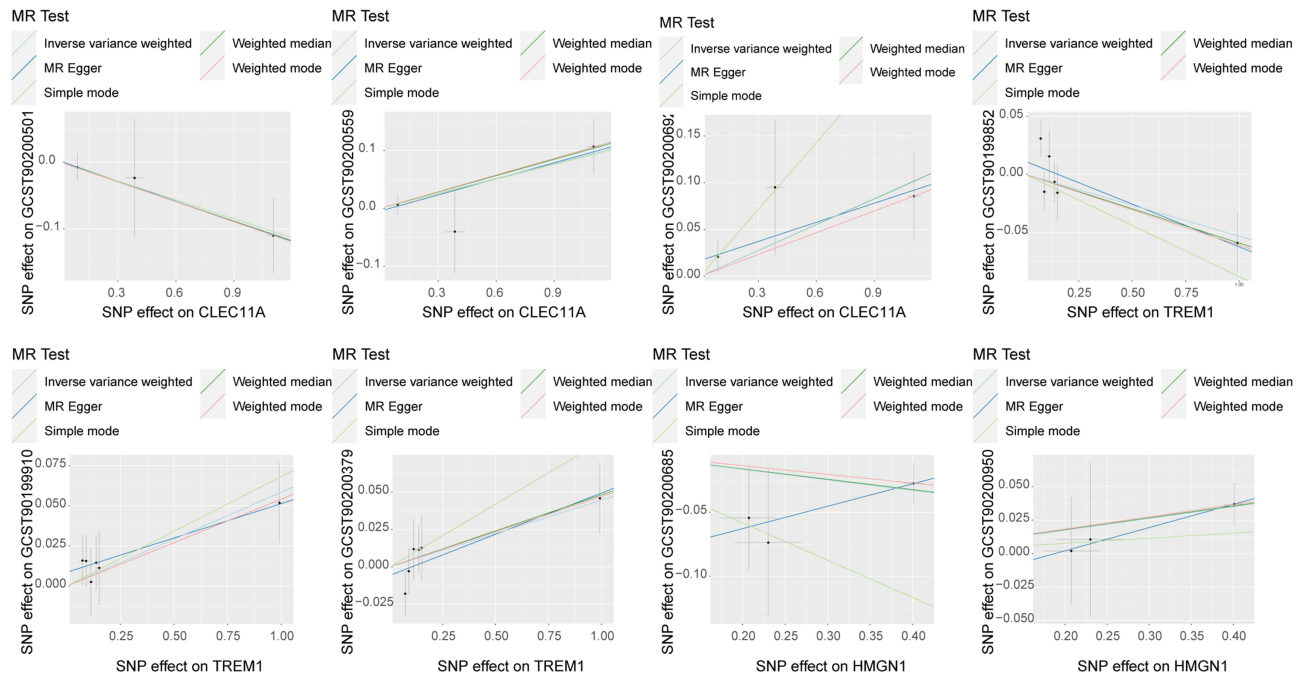 MR Test
Inverse variance weighted
Weighted median
MR Egger
Weighted mode
Simple mode
SNP effect on GCST90200501
0.0
−0.1
0.3 0.6 0.9
SNP effect on CLEC11A
MR Test
Inverse variance weighted
Weighted median
MR Egger
Weighted mode
Simple mode
SNP effect on GCST90200559
0.1
0.0
−0.1
0.3 0.6 0.9
SNP effect on CLEC11A
MR Test
Inverse variance weighted
Weighted median
MR Egger
Weighted mode
Simple mode
SNP effect on GCST90200692
0.15
0.10
0.05
0.00
0.3 0.6 0.9
SNP effect on CLEC11A
MR Test
Inverse variance weighted
Weighted median
MR Egger
Weighted mode
Simple mode
SNP effect on GCST90199852
0.05
0.00
−0.05
0.25 0.50 0.75 1.00
SNP effect on TREM1
MR Test
Inverse variance weighted
Weighted median
MR Egger
Weighted mode
Simple mode
SNP effect on GCST90199910
0.075
0.050
0.025
0.000
0.25 0.50 0.75 1.00
SNP effect on TREM1
MR Test
Inverse variance weighted
Weighted median
MR Egger
Weighted mode
Simple mode
SNP effect on GCST90200379
0.050
0.025
0.000
−0.025
0.25 0.50 0.75 1.00
SNP effect on TREM1
MR Test
Inverse variance weighted
Weighted median
MR Egger
Weighted mode
Simple mode
SNP effect on GCST90200685
−0.05
−0.10
0.20 0.25 0.30 0.35 0.40
SNP effect on HMGN1
MR Test
Inverse variance weighted
Weighted median
MR Egger
Weighted mode
Simple mode
SNP effect on GCST90200950
0.050
0.025
0.000
−0.025
−0.050
0.20 0.25 0.30 0.35 0.40
SNP effect on HMGN1